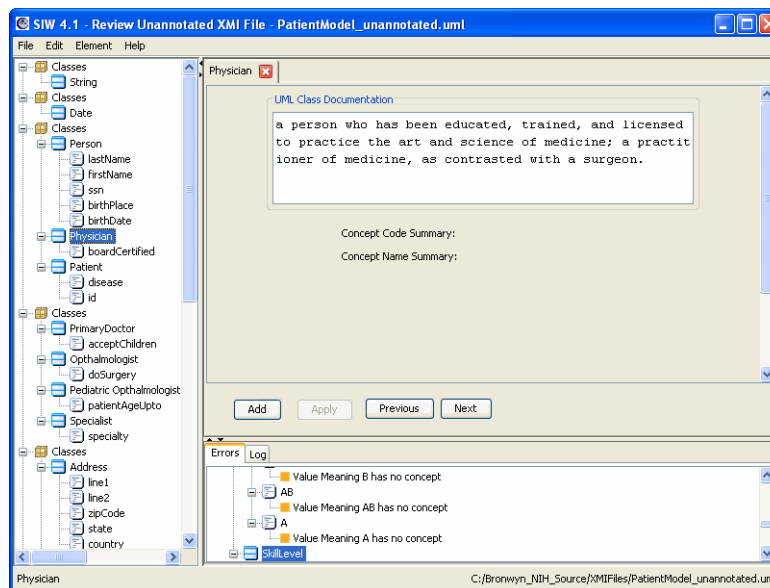 SIW 4.1 - Review Unannotated XMI File - PatientModel_unannotated.uml
File Edit Element Help
Classes
String
Classes
Date
Classes
Person
lastName
firstName
ssn
birthPlace
birthDate
Physician
boardCertified
Patient
disease
id
Classes
PrimaryDoctor
acceptChildren
Opthalmologist
doSurgery
Pediatric Opthalmologist
patientAgeUpto
Specialist
specialty
Classes
Address
line1
line2
zipCode
state
country
Physician
UML Class Documentation
a person who has been educated, trained, and licensed
to practice the art and science of medicine; a practit
ioner of medicine, as contrasted with a surgeon.
Concept Code Summary:
Concept Name Summary:
Add Apply Previous Next
Errors Log
Value Meaning B has no concept
AB
Value Meaning AB has no concept
A
Value Meaning A has no concept
SkillLevel
Physician C:/Bronwyn_NIH_Source/XMIFiles/PatientModel_unannotated.um